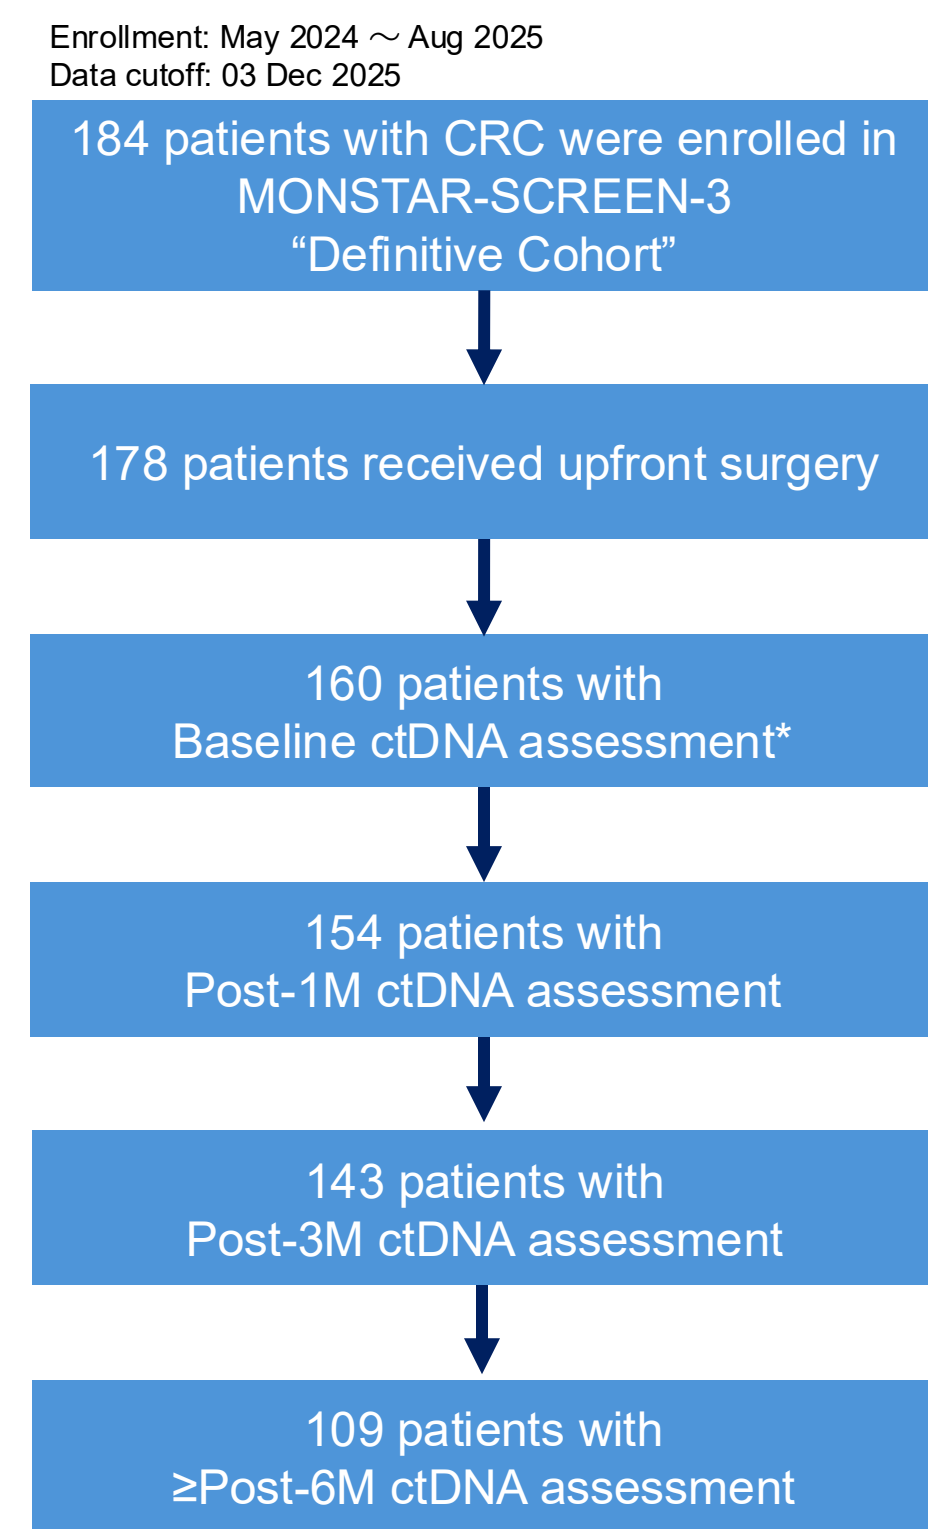 Enrollment: May 2024 ～ Aug 2025
Data cutoff: 03 Dec 2025
184 patients with CRC were enrolled in
MONSTAR-SCREEN-3
“Definitive Cohort”
178 patients received upfront surgery
160 patients with
Baseline ctDNA assessment*
154 patients with
Post-1M ctDNA assessment
143 patients with
Post-3M ctDNA assessment
109 patients with
≥Post-6M ctDNA assessment